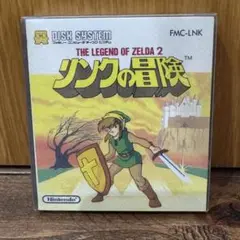 DISK SYSTEM
FMC-LNK
THE LEGEND OF ZELDA 2
リンクの冒険
TM
Nintendo